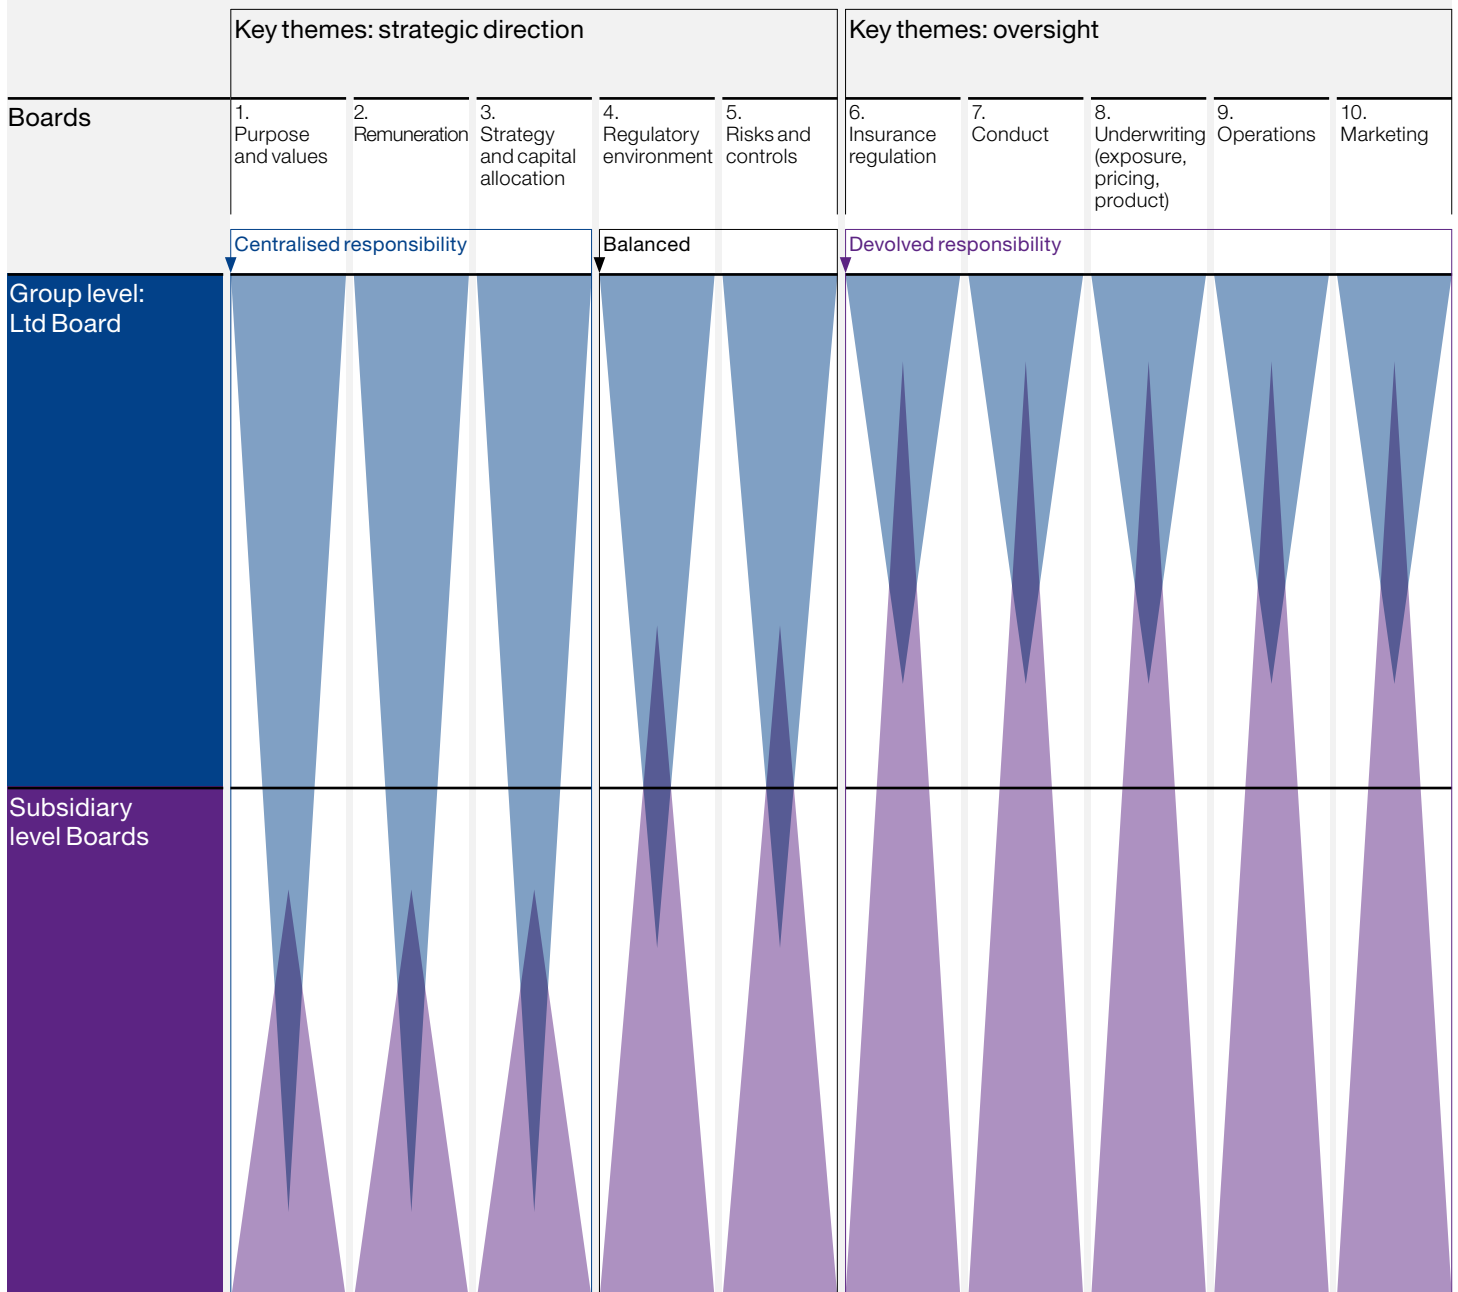 Key themes: strategic direction
Key themes: oversight
Boards
1.
Purpose
and values
2.
Remuneration
3.
Strategy
and capital
allocation
4.
Regulatory
environment
5.
Risks and
controls
6.
Insurance
regulation
7.
Conduct
8.
Underwriting
(exposure,
pricing,
product)
9.
Operations
10.
Marketing
Centralised responsibility
Balanced
Devolved responsibility
Group level:
Ltd Board
Subsidiary
level Boards